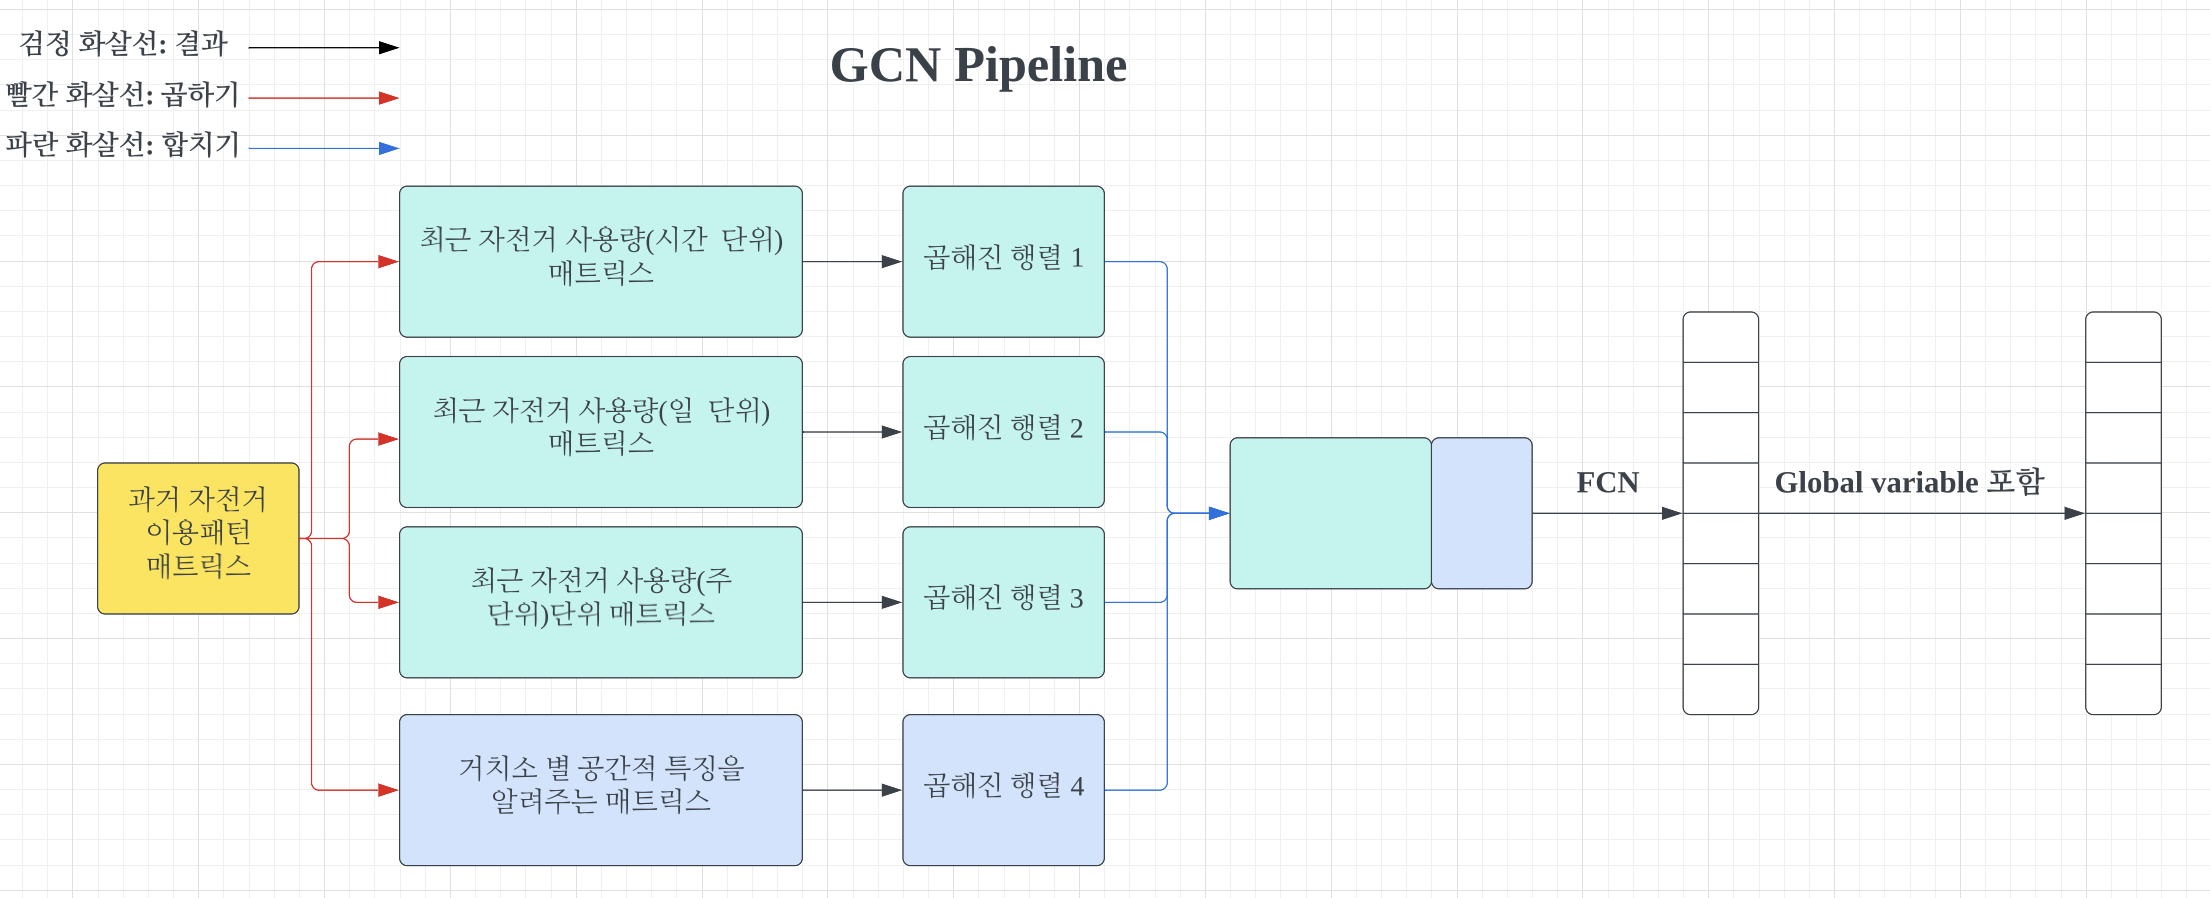 검정 화살선: 결과
빨간 화살선: 곱하기
파란 화살선: 합치기
GCN Pipeline
과거 자전거
이용패턴
매트릭스
최근 자전거 사용량(시간 단위)
매트릭스
곱해진 행렬 1
최근 자전거 사용량(일 단위)
매트릭스
곱해진 행렬 2
최근 자전거 사용량(주
단위)단위 매트릭스
곱해진 행렬 3
거치소 별 공간적 특징을
알려주는 매트릭스
곱해진 행렬 4
FCN
Global variable 포함